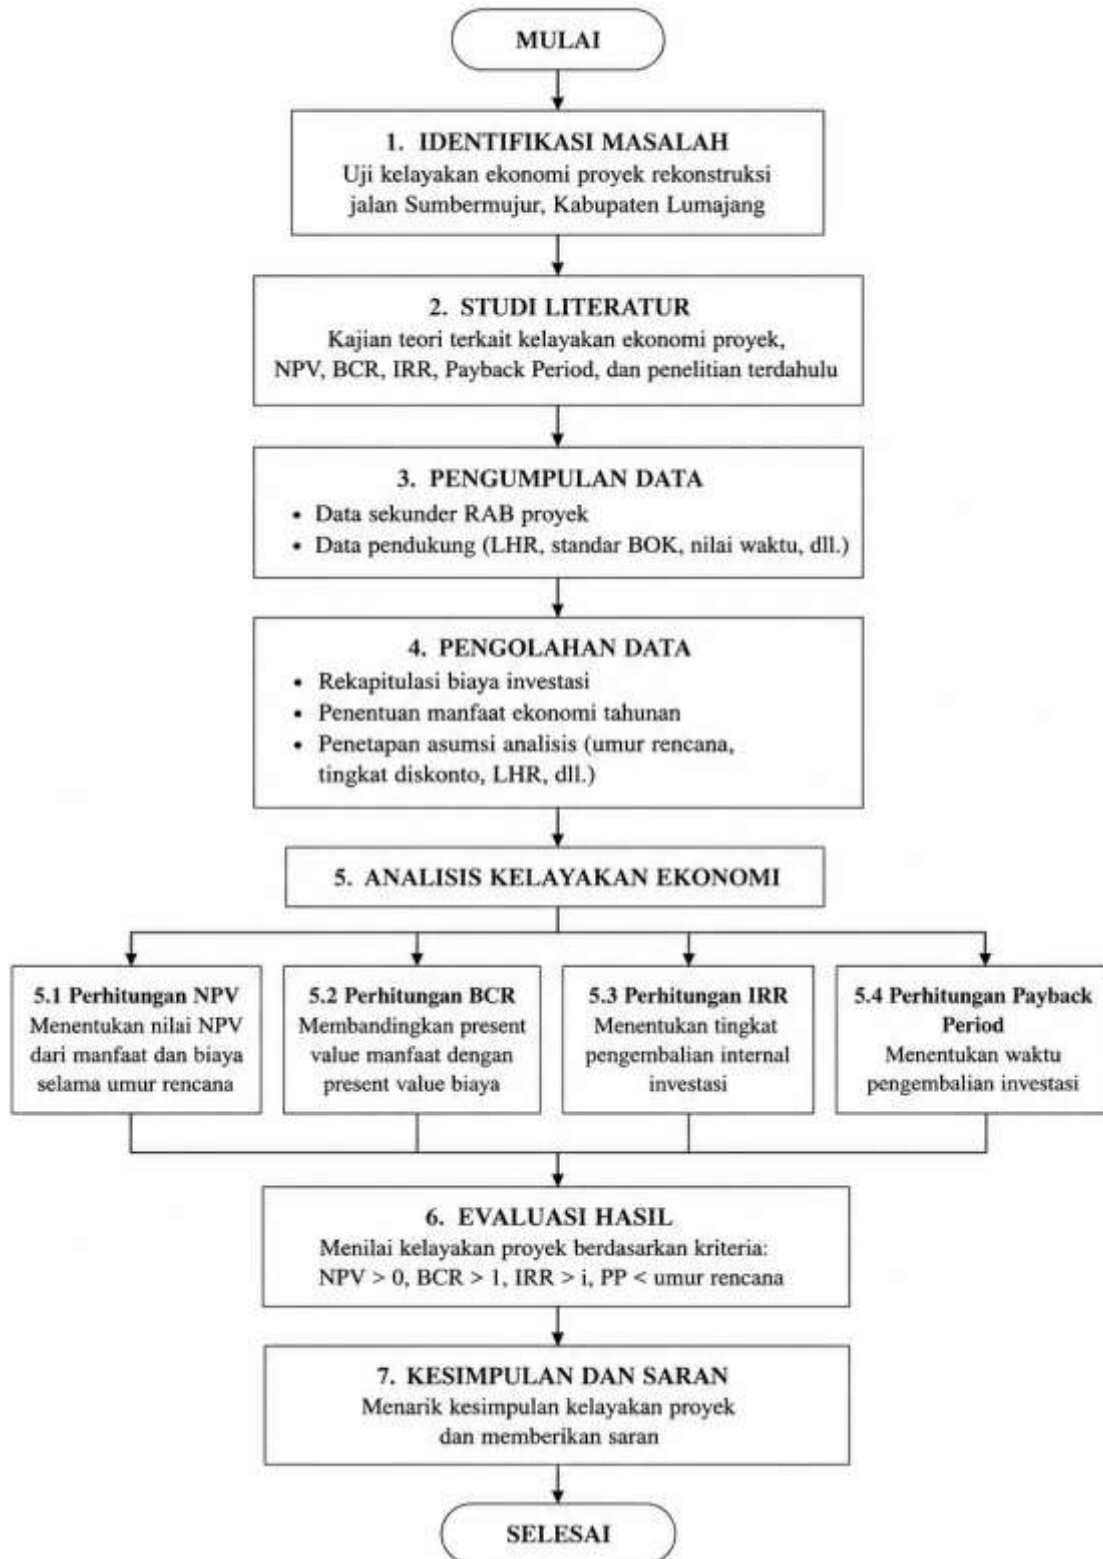 MULAI
1. IDENTIFIKASI MASALAH
Uji kelayakan ekonomi proyek rekonstruksi
jalan Sumbermujur, Kabupaten Lumajang
2. STUDI LITERATUR
Kajian teori terkait kelayakan ekonomi proyek,
NPV, BCR, IRR, Payback Period, dan penelitian terdahulu
3. PENGUMPULAN DATA
• Data sekunder RAB proyek
• Data pendukung (LHR, standar BOK, nilai waktu, dll.)
4. PENGOLAHAN DATA
• Rekapitulasi biaya investasi
• Penentuan manfaat ekonomi tahunan
• Penetapan asumsi analisis (umur rencana,
tingkat diskonto, LHR, dll.)
5. ANALISIS KELAYAKAN EKONOMI
5.1 Perhitungan NPV
Menentukan nilai NPV
dari manfaat dan biaya
selama umur rencana
5.2 Perhitungan BCR
Membandingkan present
value manfaat dengan
present value biaya
5.3 Perhitungan IRR
Menentukan tingkat
pengembalian internal
investasi
5.4 Perhitungan Payback
Period
Menentukan waktu
pengembalian investasi
6. EVALUASI HASIL
Menilai kelayakan proyek berdasarkan kriteria:
NPV > 0, BCR > 1, IRR > i, PP < umur rencana
7. KESIMPULAN DAN SARAN
Menarik kesimpulan kelayakan proyek
dan memberikan saran
SELESAI